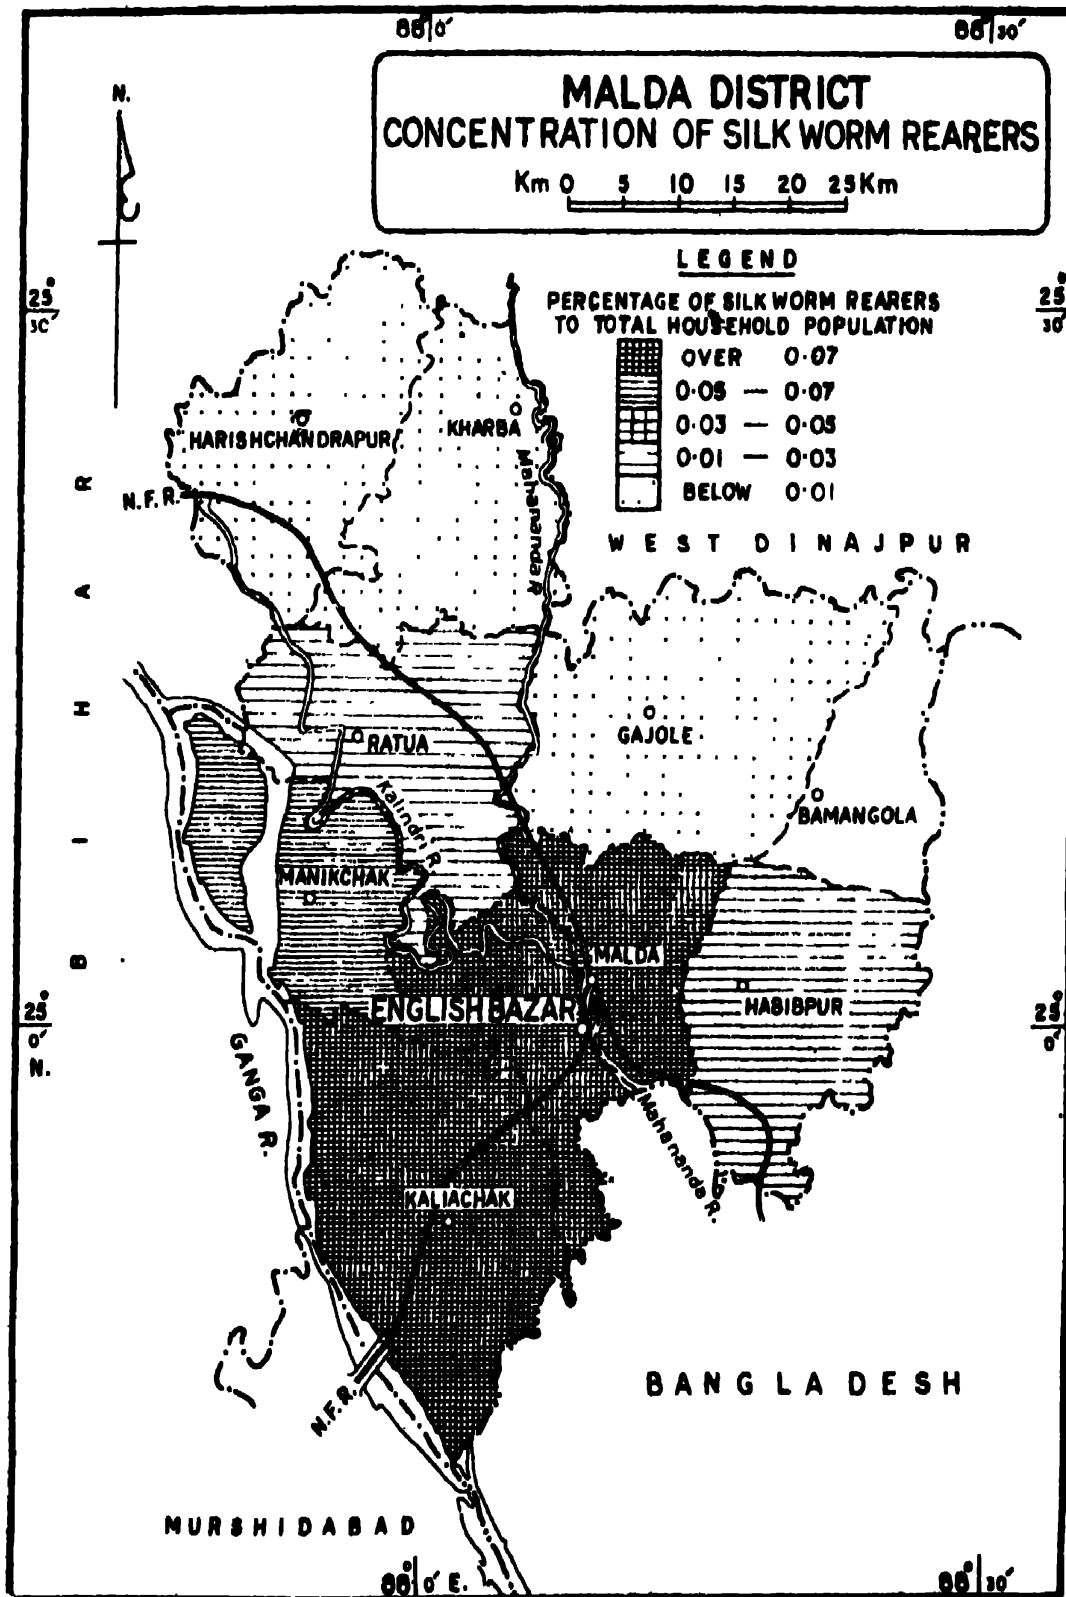 88°0′
88°30′
N.
MALDA DISTRICT
CONCENTRATION OF SILK WORM REARERS
Km 0 5 10 15 20 25 Km
LEGEND
PERCENTAGE OF SILK WORM REARERS
TO TOTAL HOUSEHOLD POPULATION
OVER 0·07
0·05 — 0·07
0·03 — 0·05
0·01 — 0·03
BELOW 0·01
25°
30′
25°
30′
HARISHCHANDRAPUR
KHARBA
N.F.R.
Mahananda R
WEST DINAJPUR
BIHAR
RATUA
GAJOLE
Kalindri R.
BAMANGOLA
MANIKCHAK
MALDA
ENGLISH BAZAR
HABIBPUR
25°
0′
N.
25°
0′
GANGA R.
Mahananda R.
KALIACHAK
BANGLADESH
N.F.R.
MURSHIDABAD
88°0′ E.
88°30′